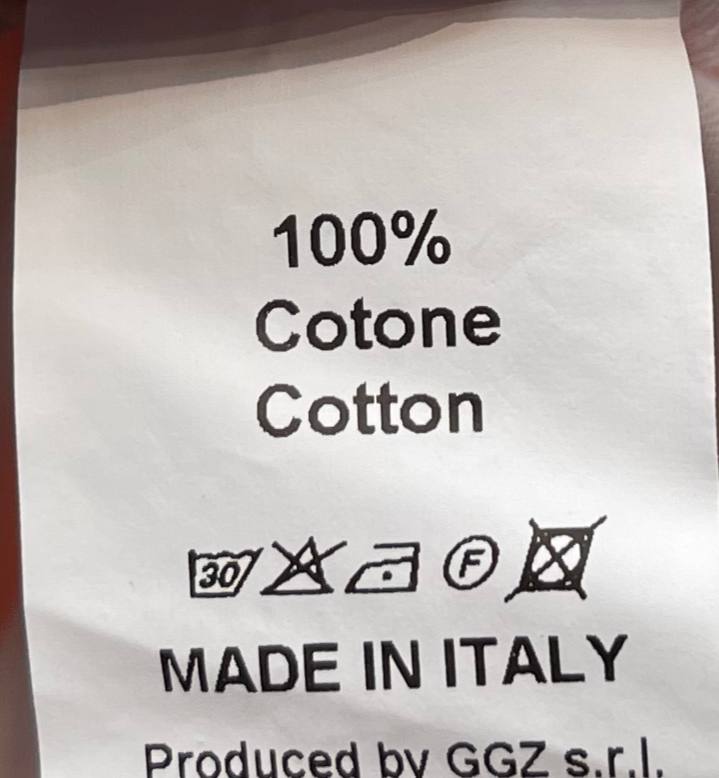 100%
Cotone
Cotton
30 F
MADE IN ITALY
Produced by GGZ s.r.l.